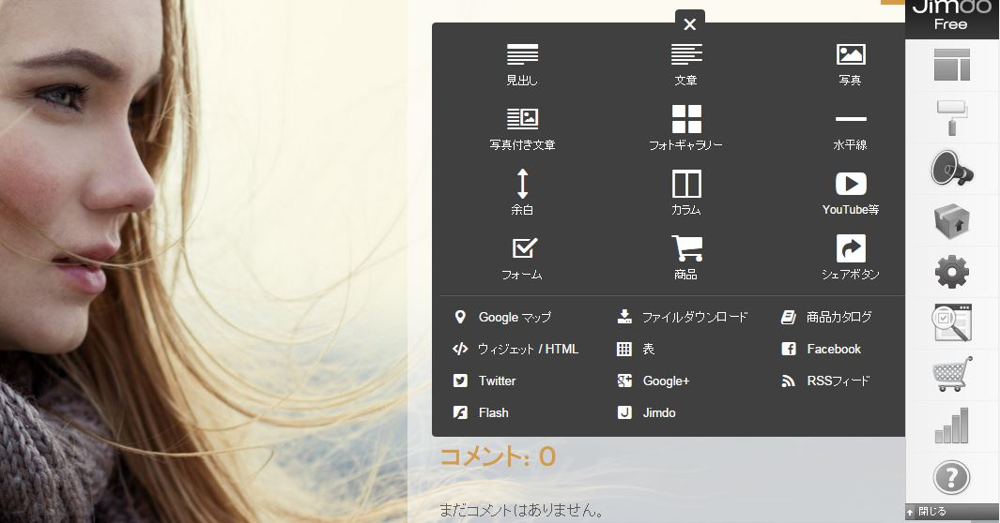 Jimdo
Free
見出し
文章
写真
写真付き文章
フォトギャラリー
水平線
余白
カラム
YouTube等
フォーム
商品
シェアボタン
Google マップ
ファイルダウンロード
商品カタログ
ウィジェット / HTML
表
Facebook
Twitter
Google+
RSSフィード
Flash
Jimdo
コメント: 0
まだコメントはありません。
閉じる